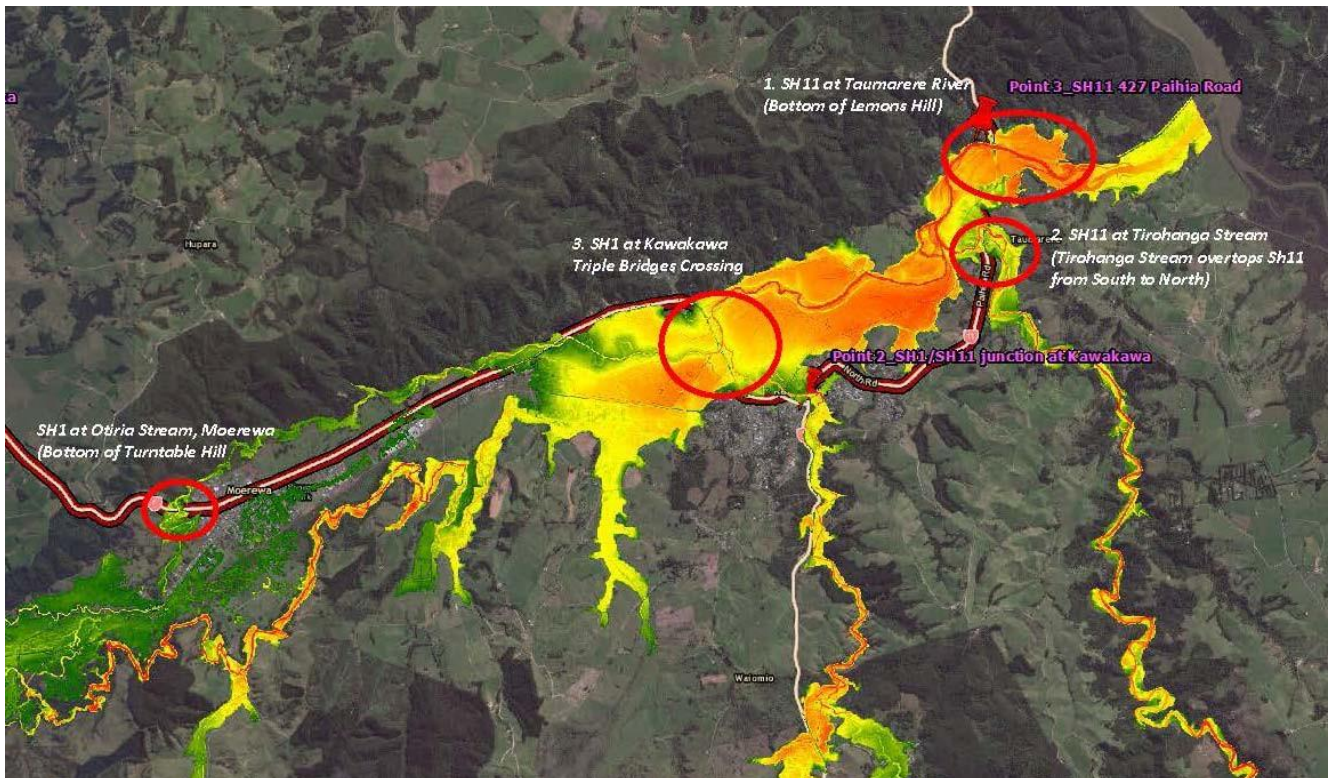 1. SH11 at Taumarere River
(Bottom of Lemons Hill)
Point 3_SH11 427 Paihia Road
Hupara
3. SH1 at Kawakawa
Triple Bridges Crossing
2. SH11 at Tirohanga Stream
(Tirohanga Stream overtops Sh11
from South to North)
Point 2_SH1/SH11 junction at Kawakawa
North Rd
SH1 at Otiria Stream, Moerewa
(Bottom of Turntable Hill
Moerewa
Waiomio